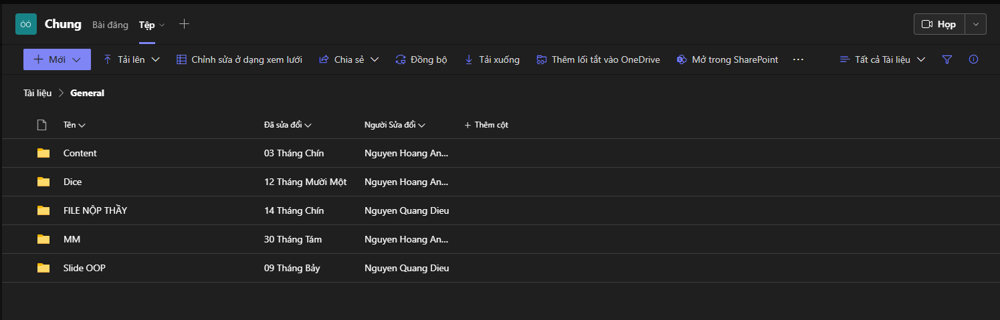 óó Chung Bài đăng Tệp Họp
Mới Tải lên Chỉnh sửa ở dạng xem lưới Chia sẻ Đồng bộ Tải xuống Thêm lối tắt vào OneDrive Mở trong SharePoint ... Tất cả Tài liệu
Tài liệu > General
Tên Đã sửa đổi Người Sửa đổi + Thêm cột
Content 03 Tháng Chín Nguyen Hoang An...
Dice 12 Tháng Mười Một Nguyen Hoang An...
FILE NỘP THẦY 14 Tháng Chín Nguyen Quang Dieu
MM 30 Tháng Tám Nguyen Hoang An...
Slide OOP 09 Tháng Bảy Nguyen Quang Dieu